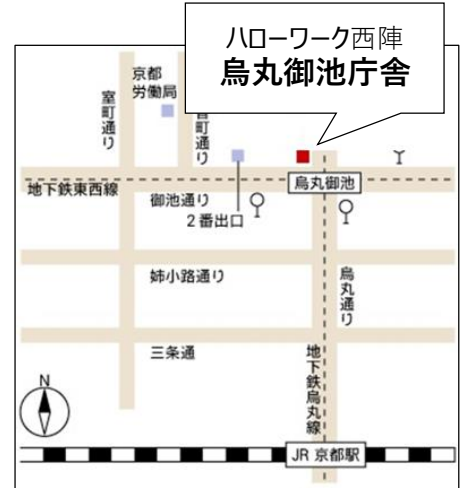 ハローワーク西陣
烏丸御池庁舎
京都
労働局
室町通り
町通り
地下鉄東西線
烏丸御池
御池通り
2番出口
姉小路通り
烏丸通り
三条通
地下鉄烏丸線
N
JR 京都駅